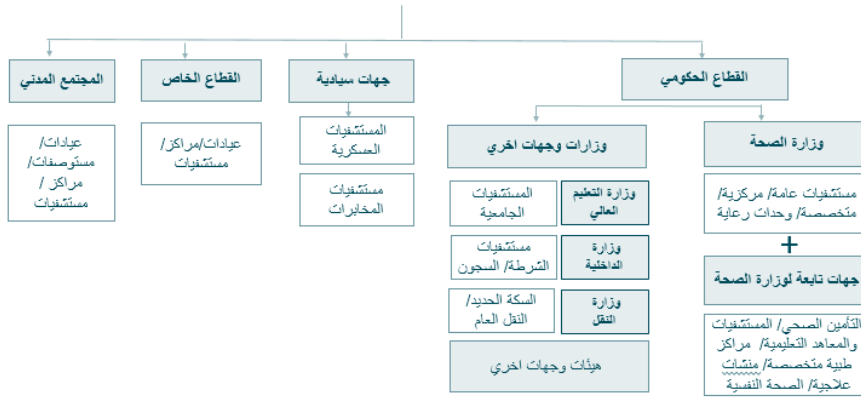 القطاع الحكومي
جهات سيادية
القطاع الخاص
المجتمع المدني
وزارة الصحة
وزارات وجهات اخري
المستشفيات
العسكرية
مستشفيات
المخابرات
عيادات/مراكز/
مستشفيات
عيادات/
مستوصفات/
مراكز /
مستشفيات
مستشفيات عامة/ مركزية/
متخصصة/ وحدات رعاية
+
جهات تابعة لوزارة الصحة
التأمين الصحي/ المستشفيات
والمعاهد التعليمية/ مراكز
طبية متخصصة/ منشات
علاجية/ الصحة النفسية
وزارة التعليم
العالي
المستشفيات
الجامعية
وزارة
الداخلية
مستشفيات
الشرطة/ السجون
وزارة
النقل
السكة الحديد/
النقل العام
هيئات وجهات اخري